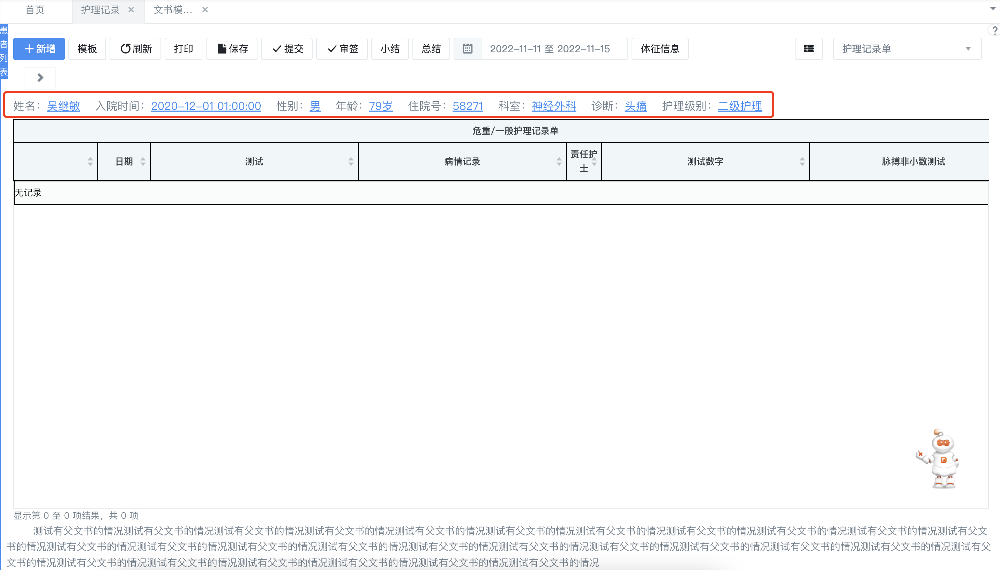 首页 护理记录 × 文书模... ×
患者列表
?
+新增 模板 刷新 打印 保存 ✓提交 ✓审签 小结 总结 2022-11-11 至 2022-11-15 体征信息 护理记录单
姓名：吴继敏 入院时间：2020-12-01 01:00:00 性别：男 年龄：79岁 住院号：58271 科室：神经外科 诊断：头痛 护理级别：二级护理
危重/一般护理记录单
日期 测试 病情记录 责任护士 测试数字 脉搏非小数测试
无记录
显示第 0 至 0 项结果，共 0 项
测试有父文书的情况测试有父文书的情况测试有父文书的情况测试有父文书的情况测试有父文书的情况测试有父文书的情况测试有父文书的情况测试有父文书的情况测试有父文书的情况测试有父文书的情况测试有父文
书的情况测试有父文书的情况测试有父文书的情况测试有父文书的情况测试有父文书的情况测试有父文书的情况测试有父文书的情况测试有父文书的情况测试有父文书的情况测试有父文书的情况测试有父文书的情况测试有父
文书的情况测试有父文书的情况测试有父文书的情况测试有父文书的情况测试有父文书的情况测试有父文书的情况测试有父文书的情况